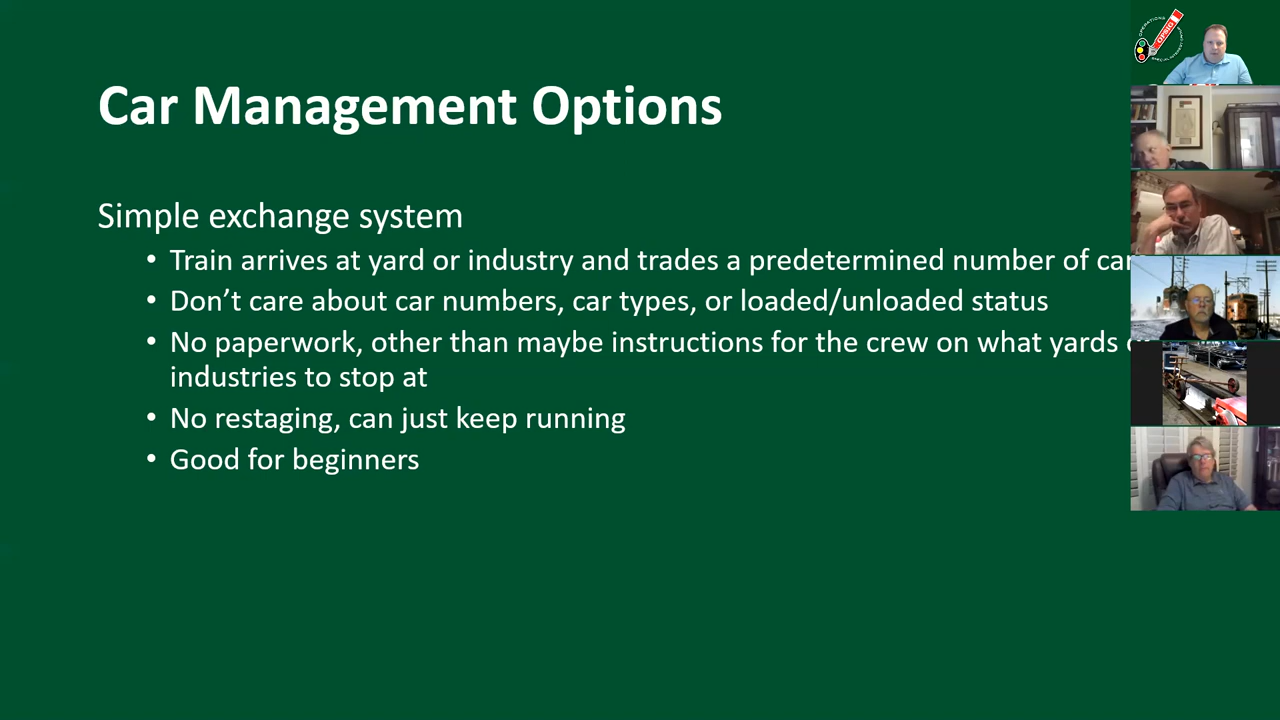 Car Management Options
Simple exchange system
• Train arrives at yard or industry and trades a predetermined number of
• Don’t care about car numbers, car types, or loaded/unloaded status
• No paperwork, other than maybe instructions for the crew on what yards
industries to stop at
• No restaging, can just keep running
• Good for beginners
OPERATIONS
OPSIG